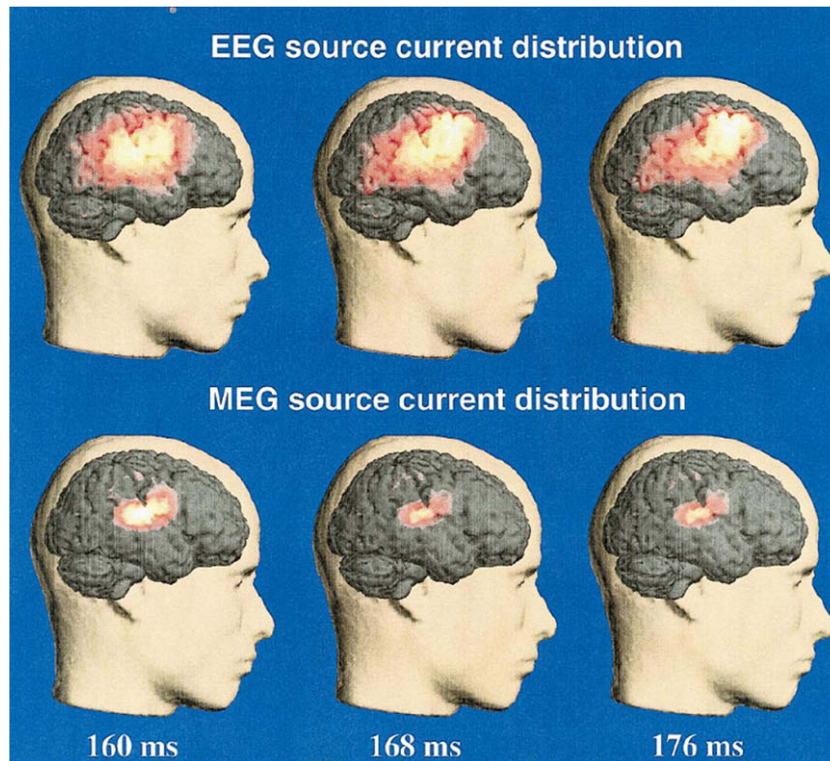 EEG source current distribution
MEG source current distribution
160 ms
168 ms
176 ms